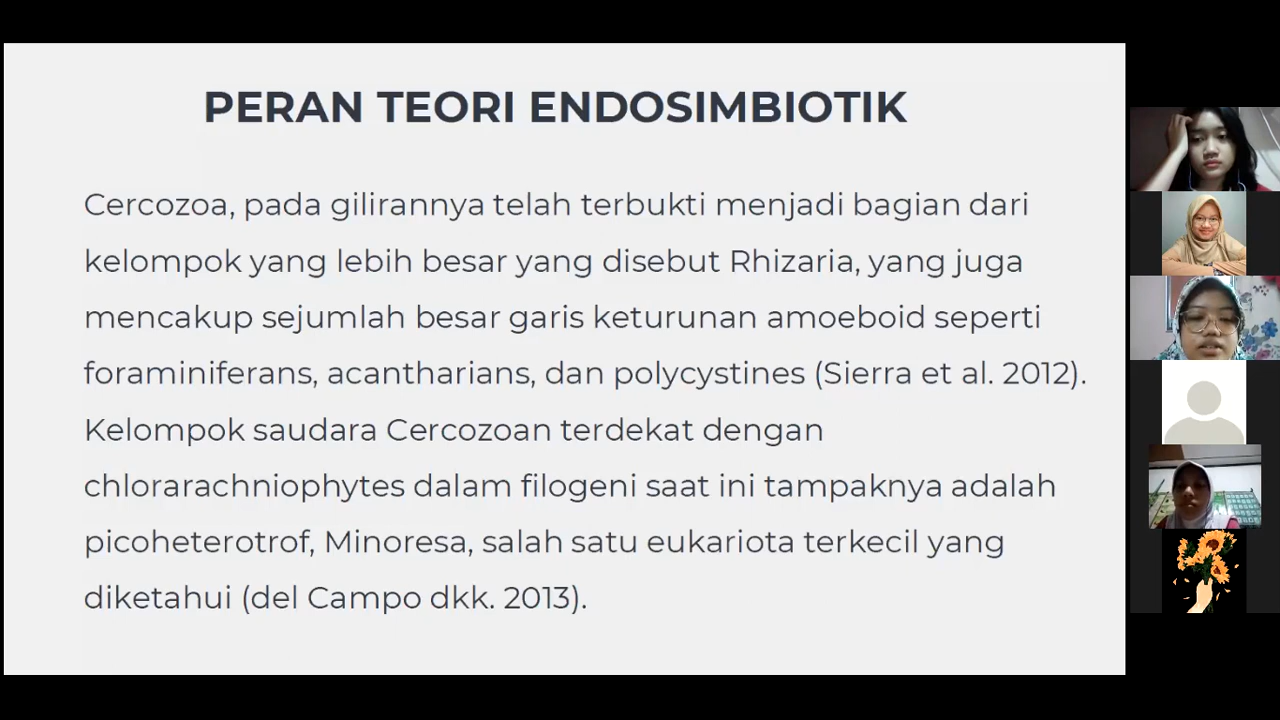 PERAN TEORI ENDOSIMBIOTIK
Cercozoa, pada gilirannya telah terbukti menjadi bagian dari
kelompok yang lebih besar yang disebut Rhizaria, yang juga
mencakup sejumlah besar garis keturunan amoeboid seperti
foraminiferans, acantharians, dan polycystines (Sierra et al. 2012).
Kelompok saudara Cercozoan terdekat dengan
chlorarachniophytes dalam filogeni saat ini tampaknya adalah
picoheterotrof, Minoresa, salah satu eukariota terkecil yang
diketahui (del Campo dkk. 2013).